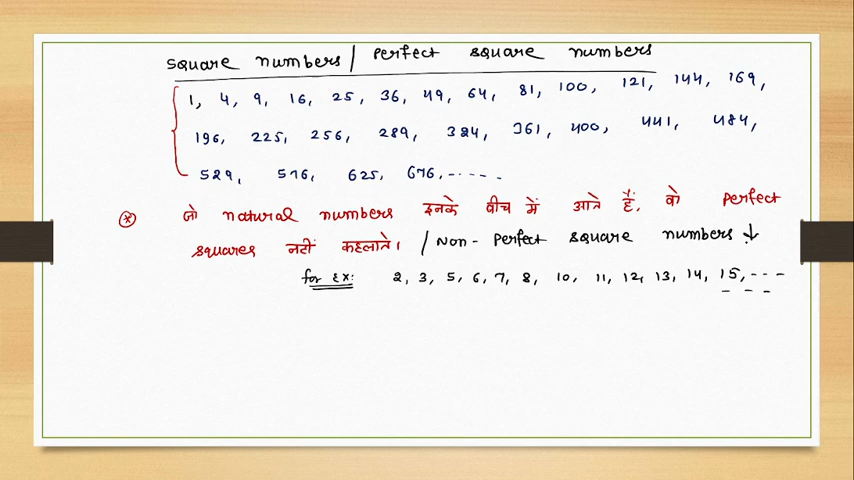 square numbers / Perfect square numbers
1, 4, 9, 16, 25, 36, 49, 64, 81, 100, 121, 144, 169,
196, 225, 256, 289, 324, 361, 400, 441, 484,
529, 576, 625, 676, .....
* जो natural numbers इनके बीच में आते हैं, वो perfect
squares नहीं कहलाते। / Non-perfect square numbers ↓
for Ex: 2, 3, 5, 6, 7, 8, 10, 11, 12, 13, 14, 15, ----